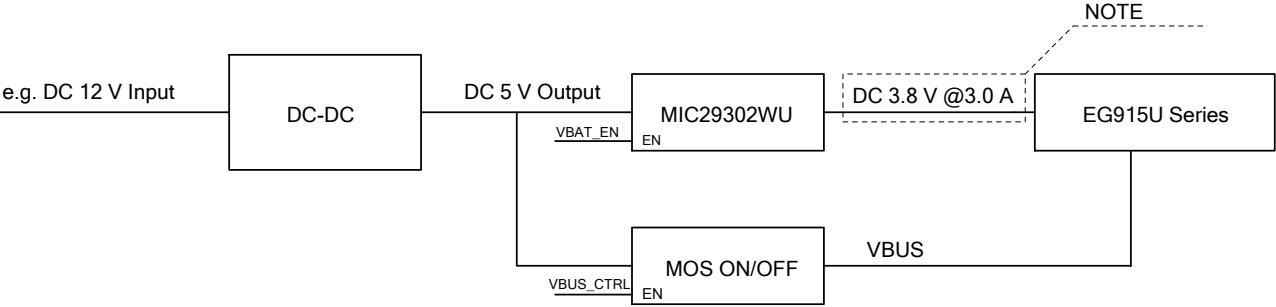 NOTE
e.g. DC 12 V Input
DC-DC
DC 5 V Output
MIC29302WU
VBAT_EN
EN
DC 3.8 V @3.0 A
EG915U Series
MOS ON/OFF
VBUS_CTRL
EN
VBUS